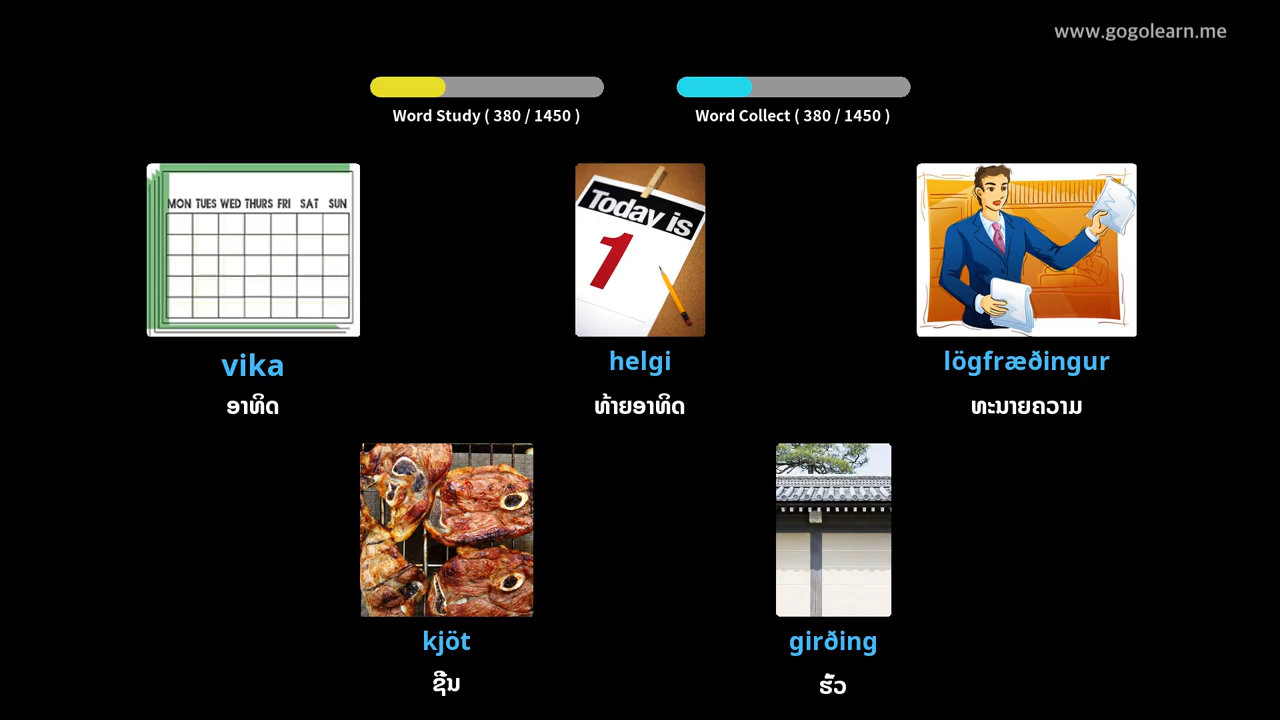 www.gogolearn.me
Word Study ( 380 / 1450 )
Word Collect ( 380 / 1450 )
MON TUES WED THURS FRI SAT SUN
Today is
1
vika
helgi
lögfræðingur
ອາທິດ
ທ້າຍອາທິດ
ທະນາຍຄວາມ
kjöt
girðing
ຊີ້ນ
ຮົ້ວ